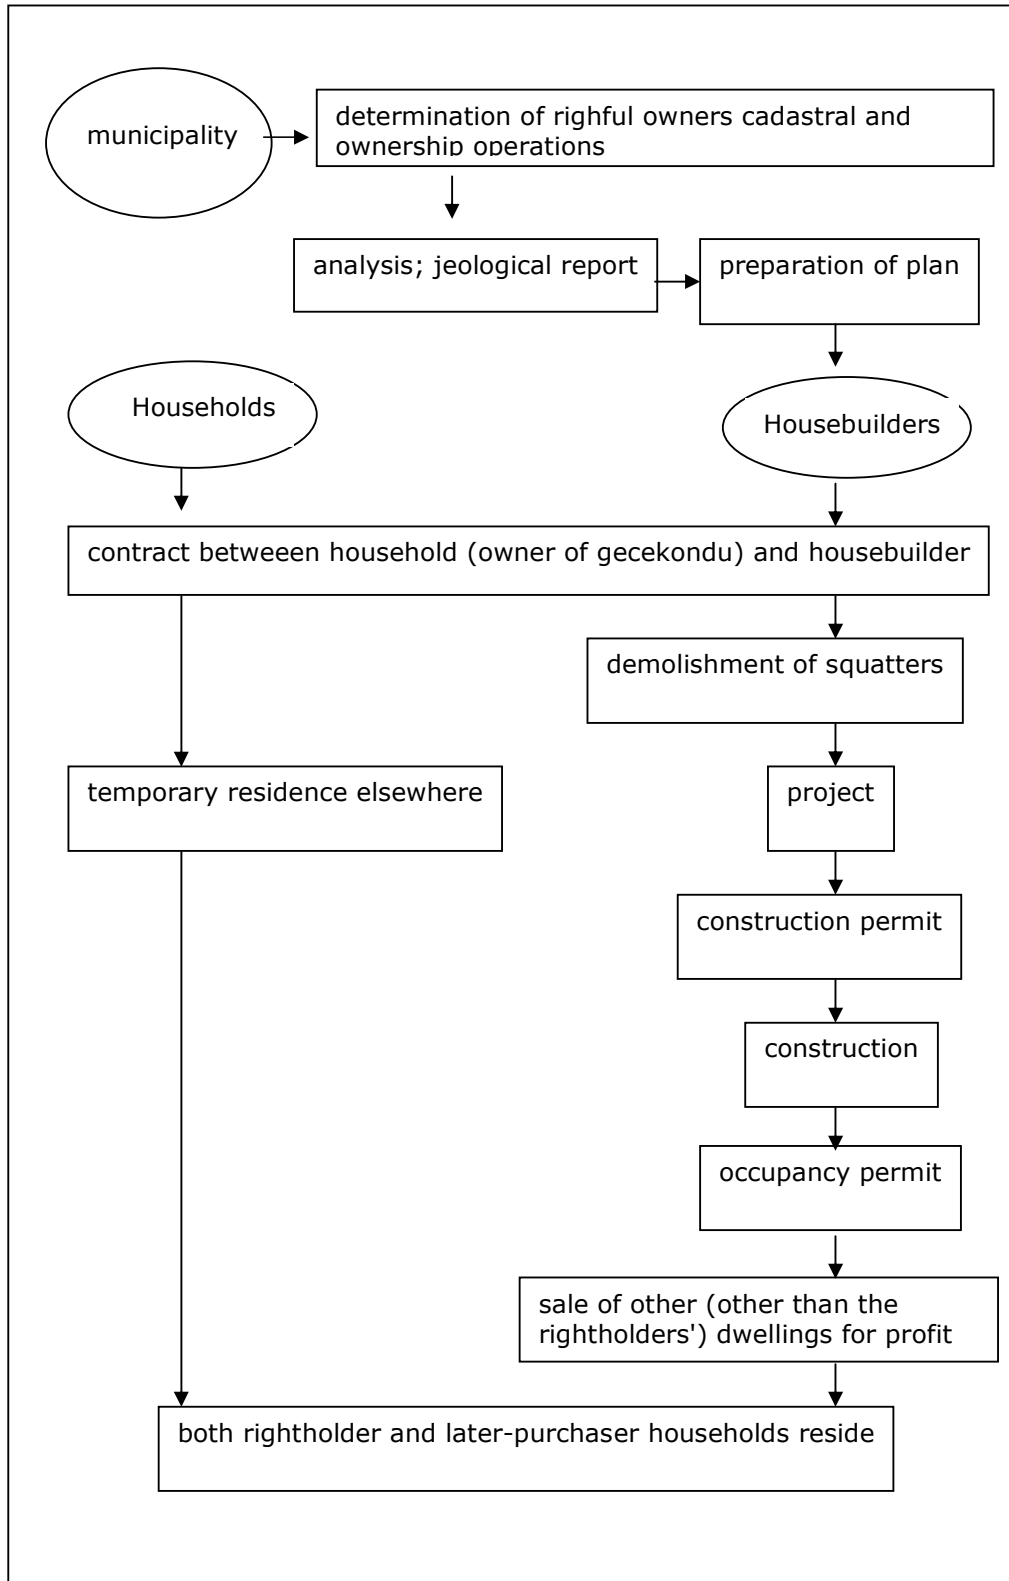 municipality
determination of righful owners cadastral and
ownership operations
analysis; jeological report
preparation of plan
Households
Housebuilders
contract betweeen household (owner of gecekondu) and housebuilder
demolishment of squatters
temporary residence elsewhere
project
construction permit
construction
occupancy permit
sale of other (other than the
rightholders') dwellings for profit
both rightholder and later-purchaser households reside